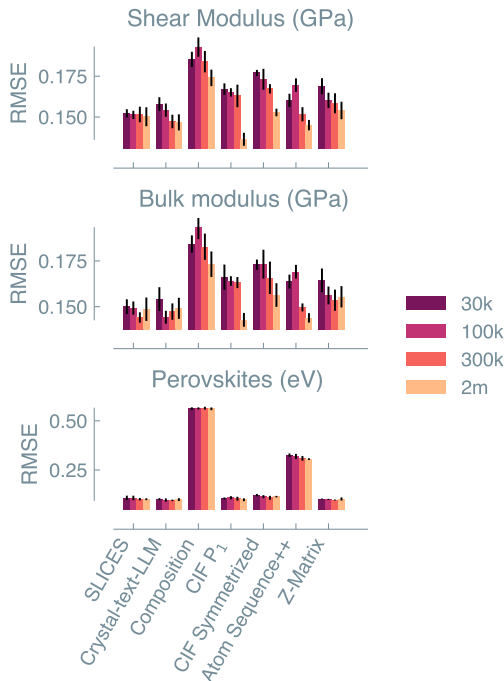 Shear Modulus (GPa)
RMSE
0.175
0.150
Bulk modulus (GPa)
RMSE
0.175
0.150
30k
100k
300k
2m
Perovskites (eV)
RMSE
0.50
0.25
SLICES
Crystal-text-LLM
Composition
CIF P₁
CIF Symmetrized
Atom Sequence++
Z-Matrix